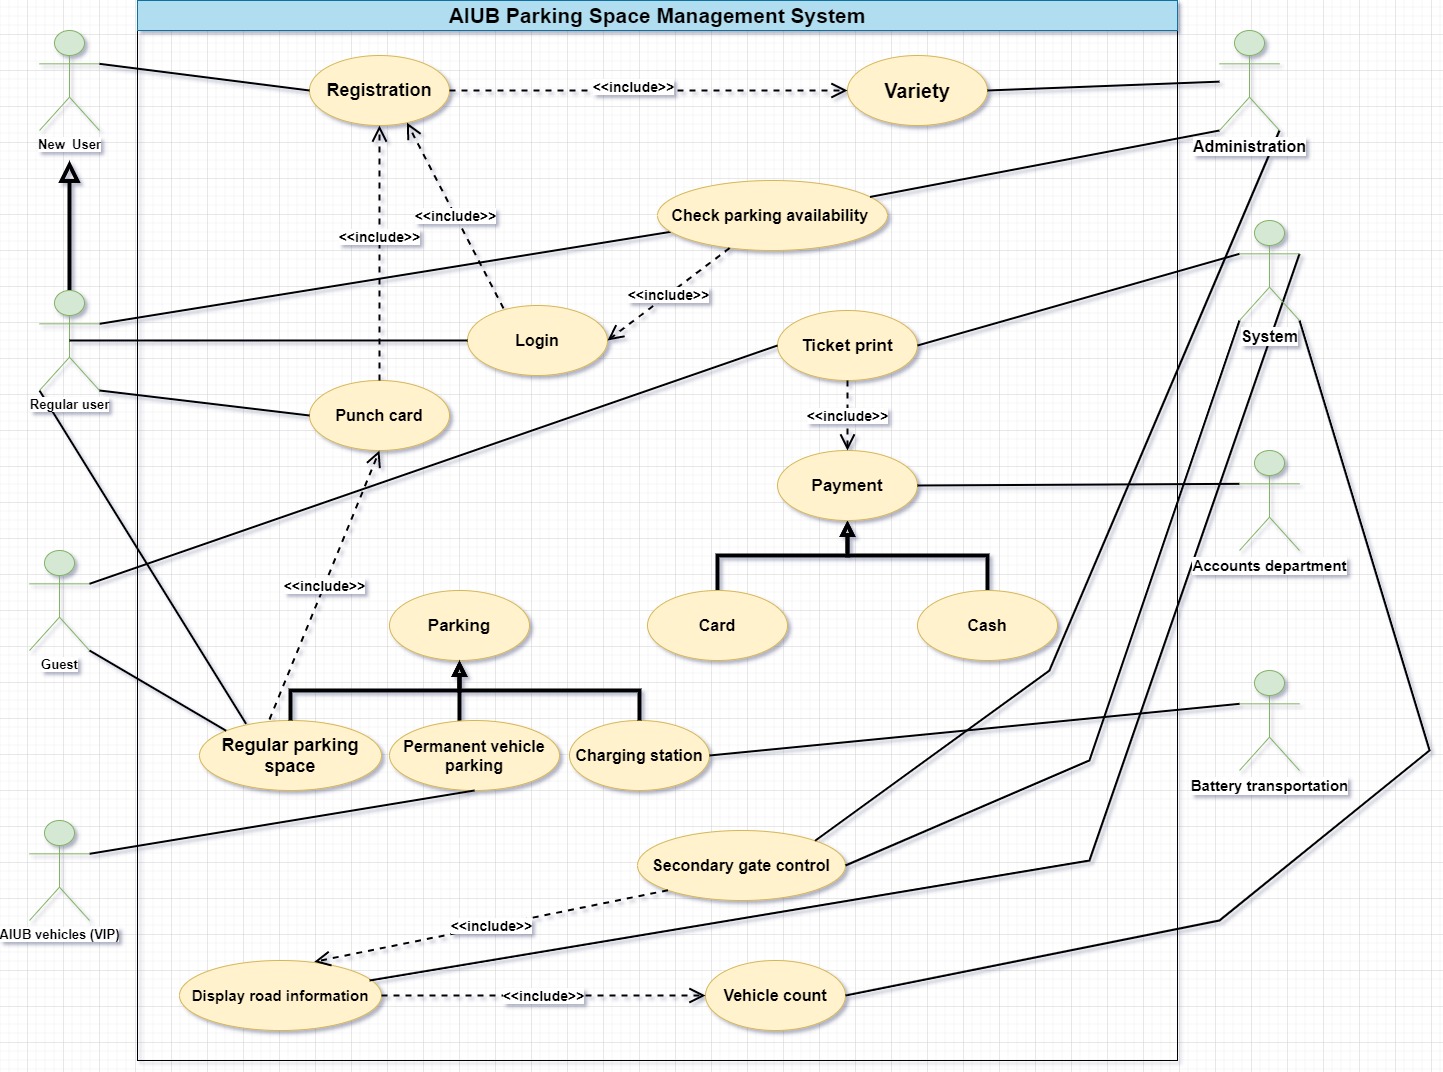 AIUB Parking Space Management System
Registration
<<include>>
Variety
New  User
Administration
<<include>>
Check parking availability
<<include>>
<<include>>
Login
Ticket print
System
Regular user
Punch card
<<include>>
Payment
Accounts department
<<include>>
Parking
Card
Cash
Guest
Regular parking
space
Permanent vehicle
parking
Charging station
Battery transportation
Secondary gate control
AIUB vehicles (VIP)
<<include>>
Display road information
<<include>>
Vehicle count